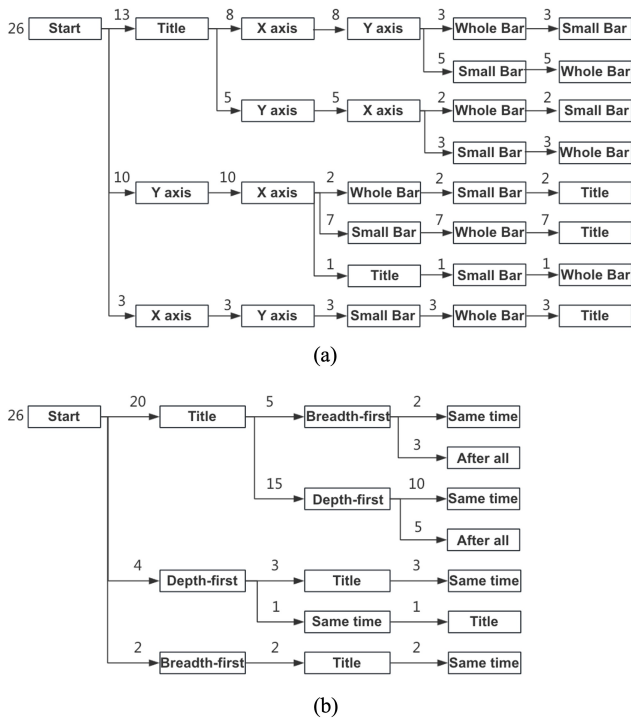 26 Start 13 Title 8 X axis 8 Y axis 3 Whole Bar 3 Small Bar
5 Small Bar 5 Whole Bar
5 Y axis 5 X axis 2 Whole Bar 2 Small Bar
3 Small Bar 3 Whole Bar
10 Y axis 10 X axis 2 Whole Bar 2 Small Bar 2 Title
7 Small Bar 7 Whole Bar 7 Title
1 Title 1 Small Bar 1 Whole Bar
3 X axis 3 Y axis 3 Small Bar 3 Whole Bar 3 Title
(a)
26 Start 20 Title 5 Breadth-first 2 Same time
3 After all
15 Depth-first 10 Same time
5 After all
4 Depth-first 3 Title 3 Same time
1 Same time 1 Title
2 Breadth-first 2 Title 2 Same time
(b)